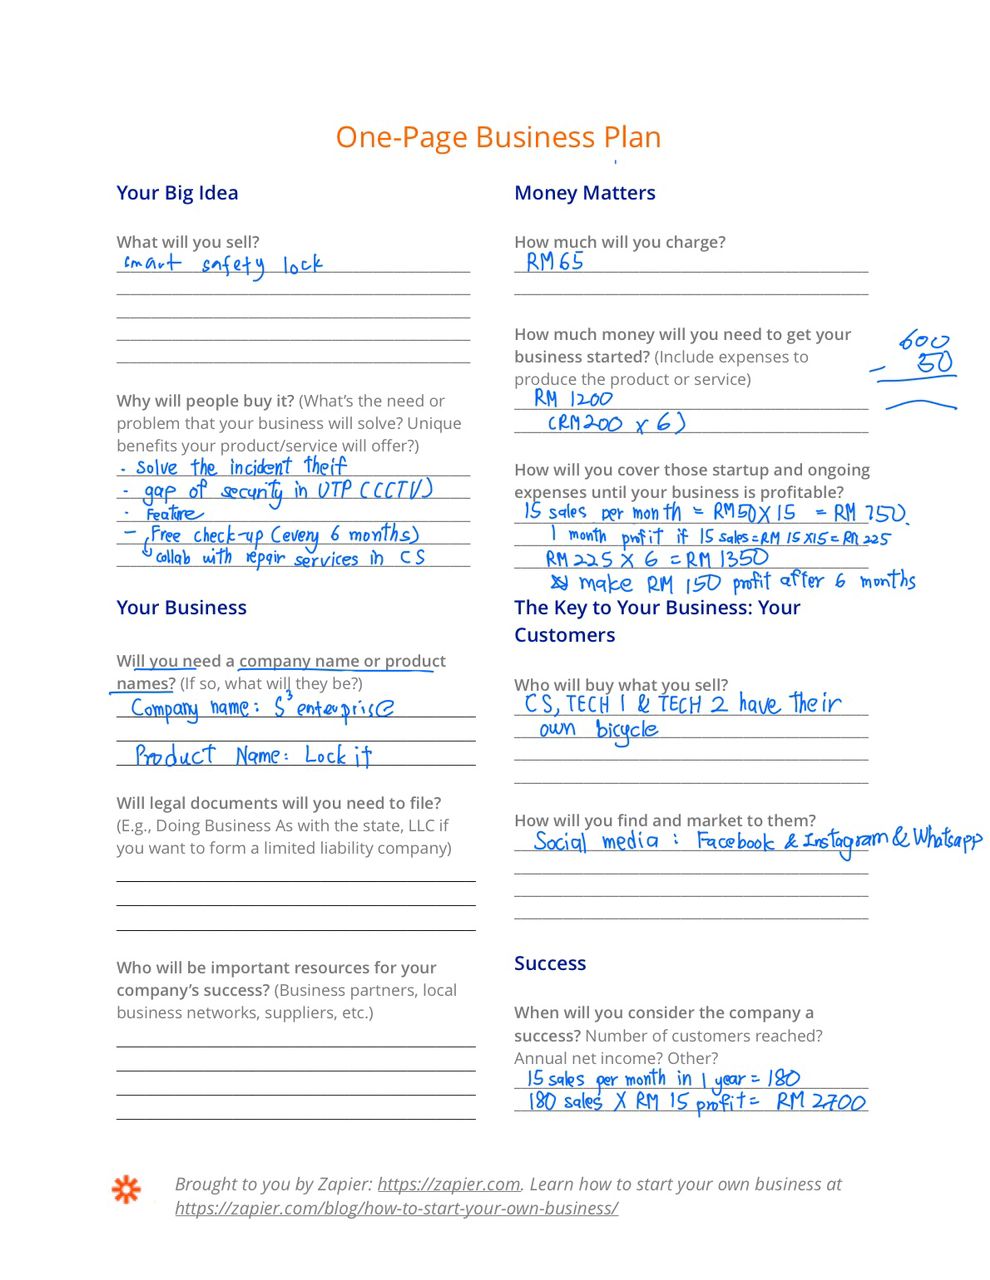 One-Page Business Plan
Your Big Idea
What will you sell?
smart safety lock
Why will people buy it? (What's the need or
problem that your business will solve? Unique
benefits your product/service will offer?)
· solve the incident theif
· gap of security in UTP (CCTV)
· Feature
– Free check-up (every 6 months)
↳ collab with repair services in CS
Your Business
Will you need a company name or product
names? (If so, what will they be?)
Company name: S³ enterprise
Product Name: Lock it
Will legal documents will you need to file?
(E.g., Doing Business As with the state, LLC if
you want to form a limited liability company)
Who will be important resources for your
company's success? (Business partners, local
business networks, suppliers, etc.)
Money Matters
How much will you charge?
RM65
How much money will you need to get your
business started? (Include expenses to
produce the product or service)
RM 1200
(RM200 x 6)
600
- 50
How will you cover those startup and ongoing
expenses until your business is profitable?
15 sales per month = RM50X 15 = RM 750.
1 month profit if 15 sales = RM 15 X15 = RM 225
RM 225 X 6 = RM 1350
make RM 150 profit after 6 months
The Key to Your Business: Your
Customers
Who will buy what you sell?
CS, TECH 1 & TECH 2 have their
own bicycle
How will you find and market to them?
Social media : Facebook & Instagram & Whatsapp
Success
When will you consider the company a
success? Number of customers reached?
Annual net income? Other?
15 sales per month in 1 year = 180
180 sales X RM 15 profit = RM 2700
Brought to you by Zapier: https://zapier.com. Learn how to start your own business at
https://zapier.com/blog/how-to-start-your-own-business/